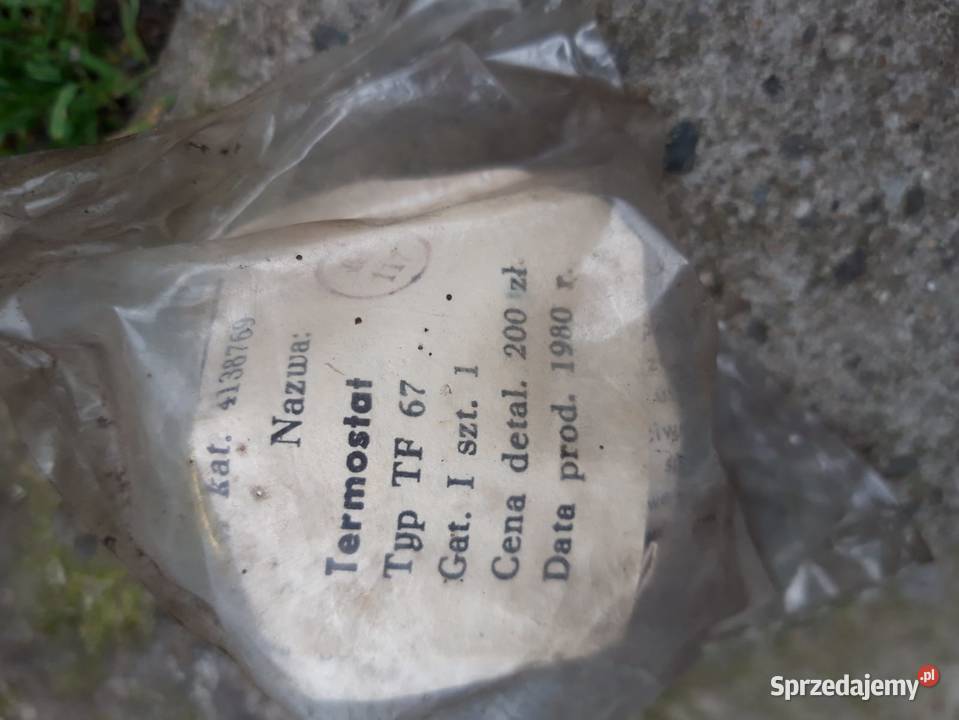 kat. 4138769
Nazwa:
Termostat
Typ TF 67
Gat. I szt. 1
Cena detal. 200 zł
Data prod. 1980 r.
Sprzedajemy.pl